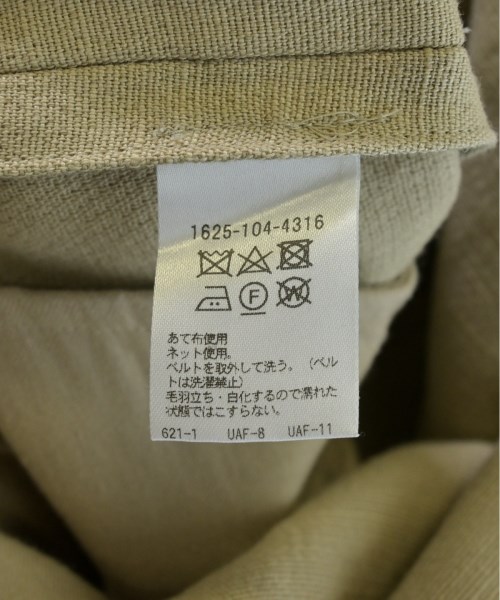 1625-104-4316
F
W
あて布使用
ネット使用。
ベルトを取外して洗う。（ベル
トは洗濯禁止）
毛羽立ち・白化するので濡れた
状態ではこすらない。
621-1 UAF-8 UAF-11